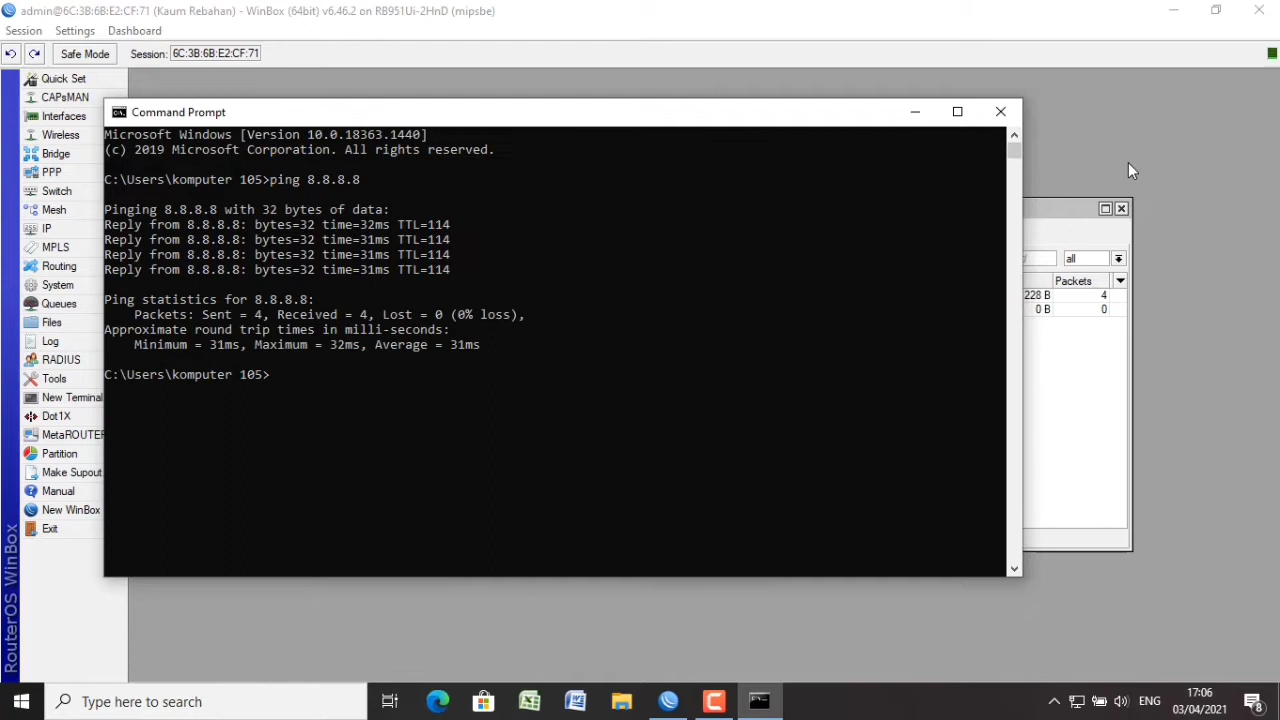 admin@6C:3B:6B:E2:CF:71 (Kaum Rebahan) - WinBox (64bit) v6.46.2 on RB951Ui-2HnD (mipsbe)
Session Settings Dashboard
Safe Mode Session: 6C:3B:6B:E2:CF:71
Quick Set
CAPsMAN
Interfaces
Wireless
Bridge
PPP
Switch
Mesh
IP
MPLS
Routing
System
Queues
Files
Log
RADIUS
Tools
New Terminal
Dot1X
MetaROUTER
Partition
Make Supout
Manual
New WinBox
Exit
RouterOS WinBox
Command Prompt
Microsoft Windows [Version 10.0.18363.1440]
(c) 2019 Microsoft Corporation. All rights reserved.
C:\Users\komputer 105>ping 8.8.8.8
Pinging 8.8.8.8 with 32 bytes of data:
Reply from 8.8.8.8: bytes=32 time=32ms TTL=114
Reply from 8.8.8.8: bytes=32 time=31ms TTL=114
Reply from 8.8.8.8: bytes=32 time=31ms TTL=114
Reply from 8.8.8.8: bytes=32 time=31ms TTL=114
Ping statistics for 8.8.8.8:
Packets: Sent = 4, Received = 4, Lost = 0 (0% loss),
Approximate round trip times in milli-seconds:
Minimum = 31ms, Maximum = 32ms, Average = 31ms
C:\Users\komputer 105>
all
Packets
228 B 4
0 B 0
Type here to search
ENG
17:06
03/04/2021
8